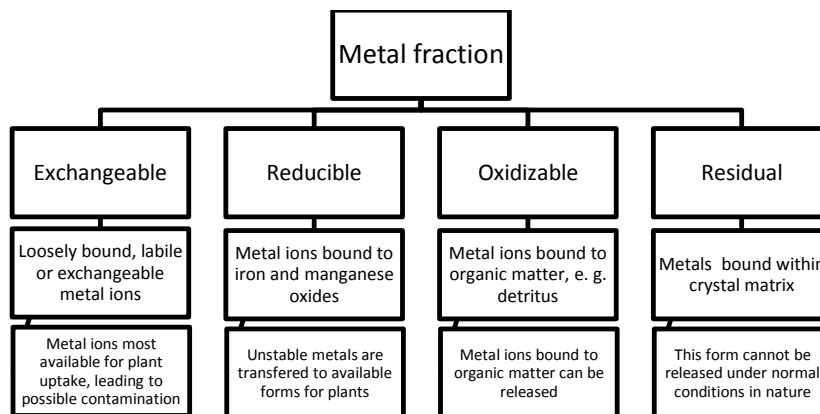 Metal fraction
Exchangeable
Reducible
Oxidizable
Residual
Loosely bound, labile
or exchangeable
metal ions
Metal ions bound to
iron and manganese
oxides
Metal ions bound to
organic matter, e. g.
detritus
Metals bound within
crystal matrix
Metal ions most
available for plant
uptake, leading to
possible contamination
Unstable metals are
transfered to available
forms for plants
Metal ions bound to
organic matter can be
released
This form cannot be
released under normal
conditions in nature